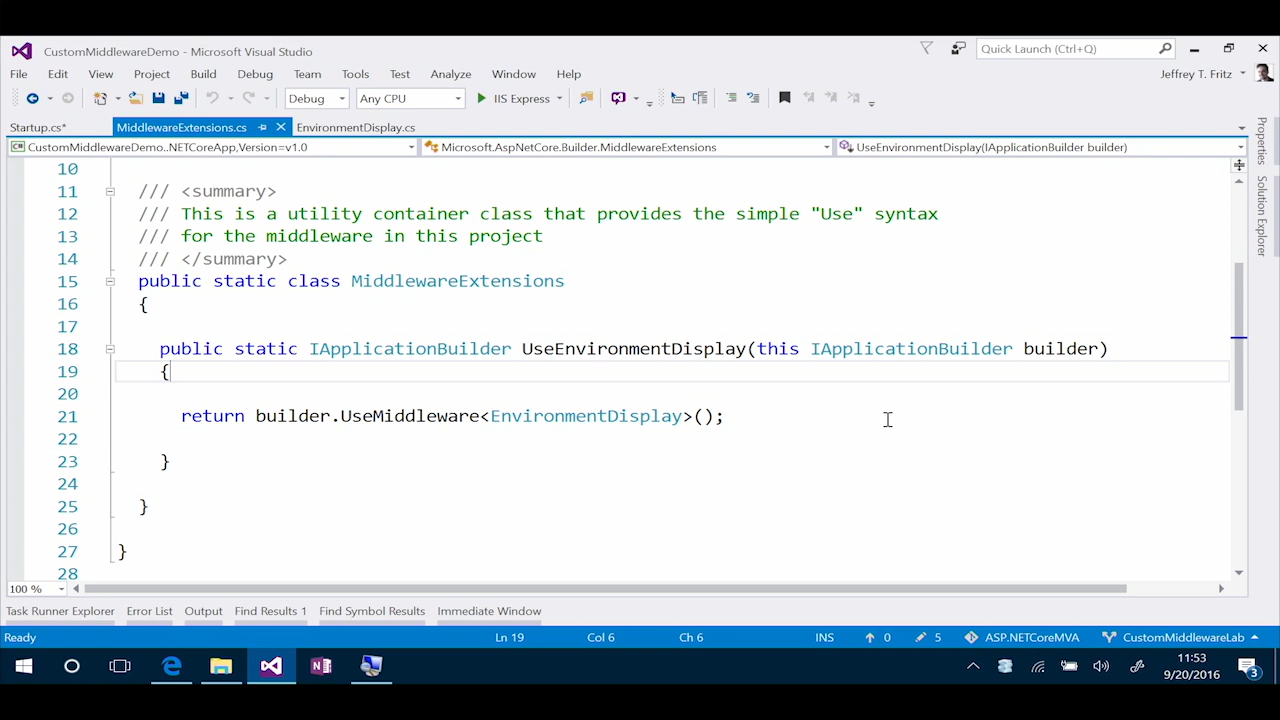 CustomMiddlewareDemo - Microsoft Visual Studio
Quick Launch (Ctrl+Q)
File Edit View Project Build Debug Team Tools Test Analyze Window Help
Jeffrey T. Fritz
Debug Any CPU IIS Express
Startup.cs* MiddlewareExtensions.cs EnvironmentDisplay.cs
CustomMiddlewareDemo..NETCoreApp,Version=v1.0 Microsoft.AspNetCore.Builder.MiddlewareExtensions UseEnvironmentDisplay(IApplicationBuilder builder)
Properties
Solution Explorer
10
11 /// <summary>
12 /// This is a utility container class that provides the simple "Use" syntax
13 /// for the middleware in this project
14 /// </summary>
15 public static class MiddlewareExtensions
16 {
17
18 public static IApplicationBuilder UseEnvironmentDisplay(this IApplicationBuilder builder)
19 {
20
21 return builder.UseMiddleware<EnvironmentDisplay>();
22
23 }
24
25 }
26
27 }
28
100 %
Task Runner Explorer Error List Output Find Results 1 Find Symbol Results Immediate Window
Ready Ln 19 Col 6 Ch 6 INS 0 5 ASP.NETCoreMVA CustomMiddlewareLab
11:53
9/20/2016
3